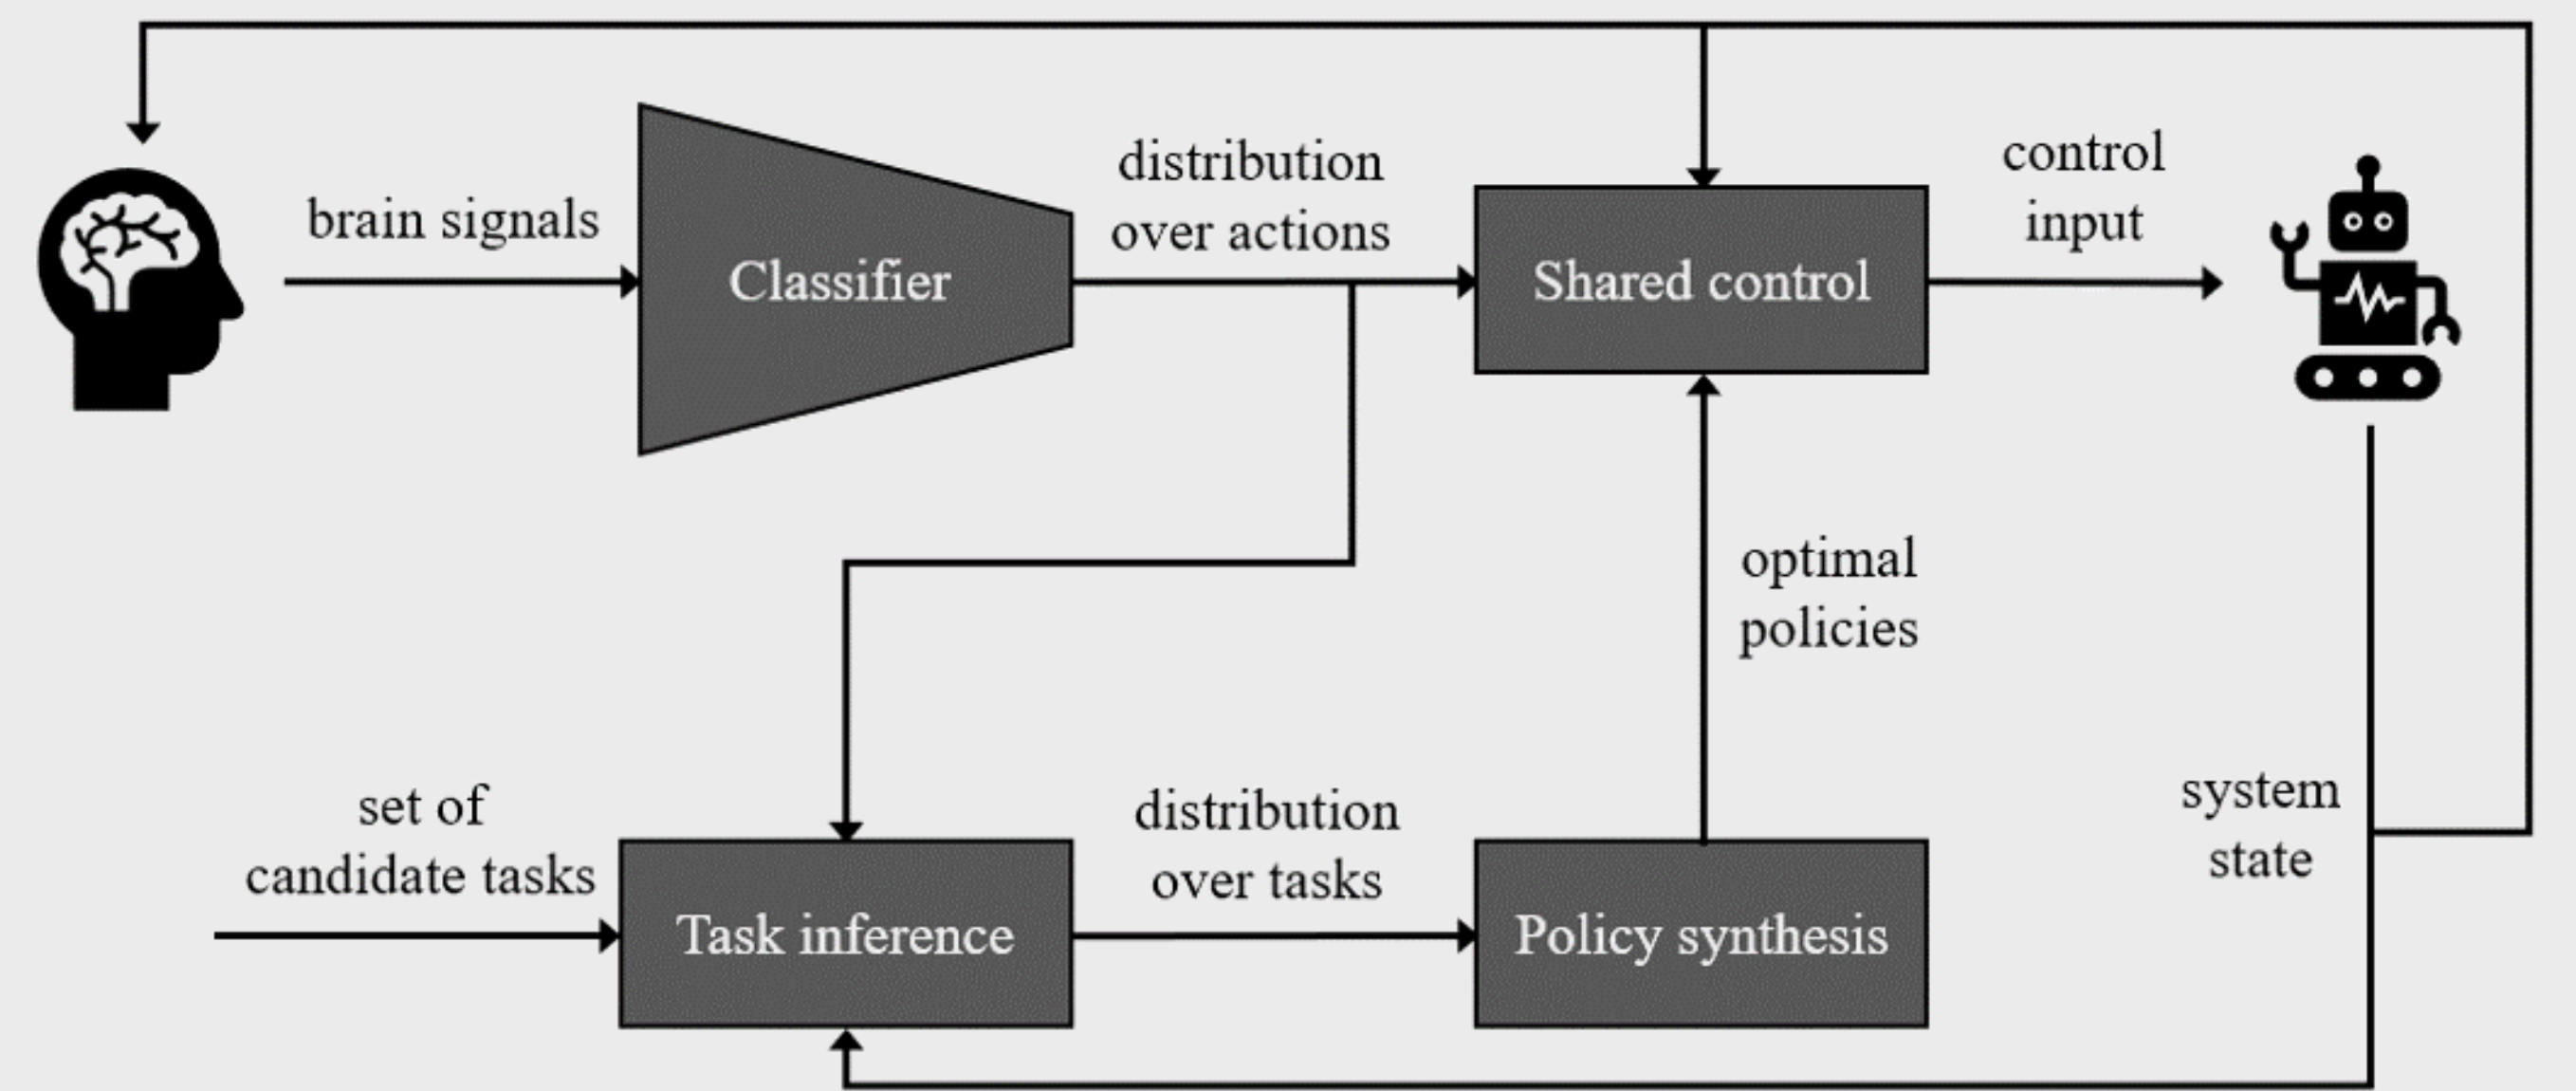 brain signals
Classifier
distribution
over actions
Shared control
control
input
optimal
policies
set of
candidate tasks
Task inference
distribution
over tasks
Policy synthesis
system
state